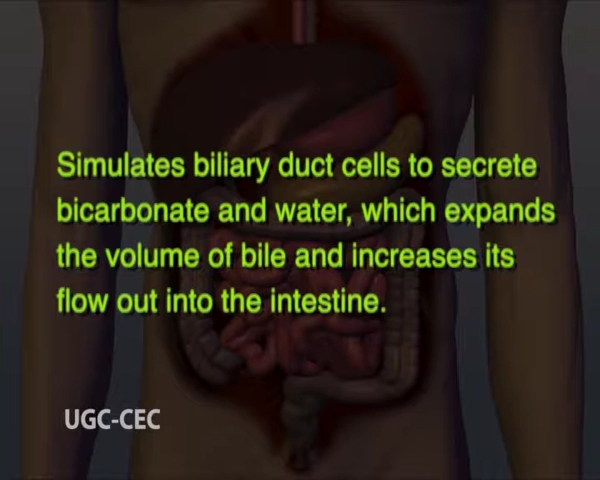 Simulates biliary duct cells to secrete
bicarbonate and water, which expands
the volume of bile and increases its
flow out into the intestine.
UGC-CEC